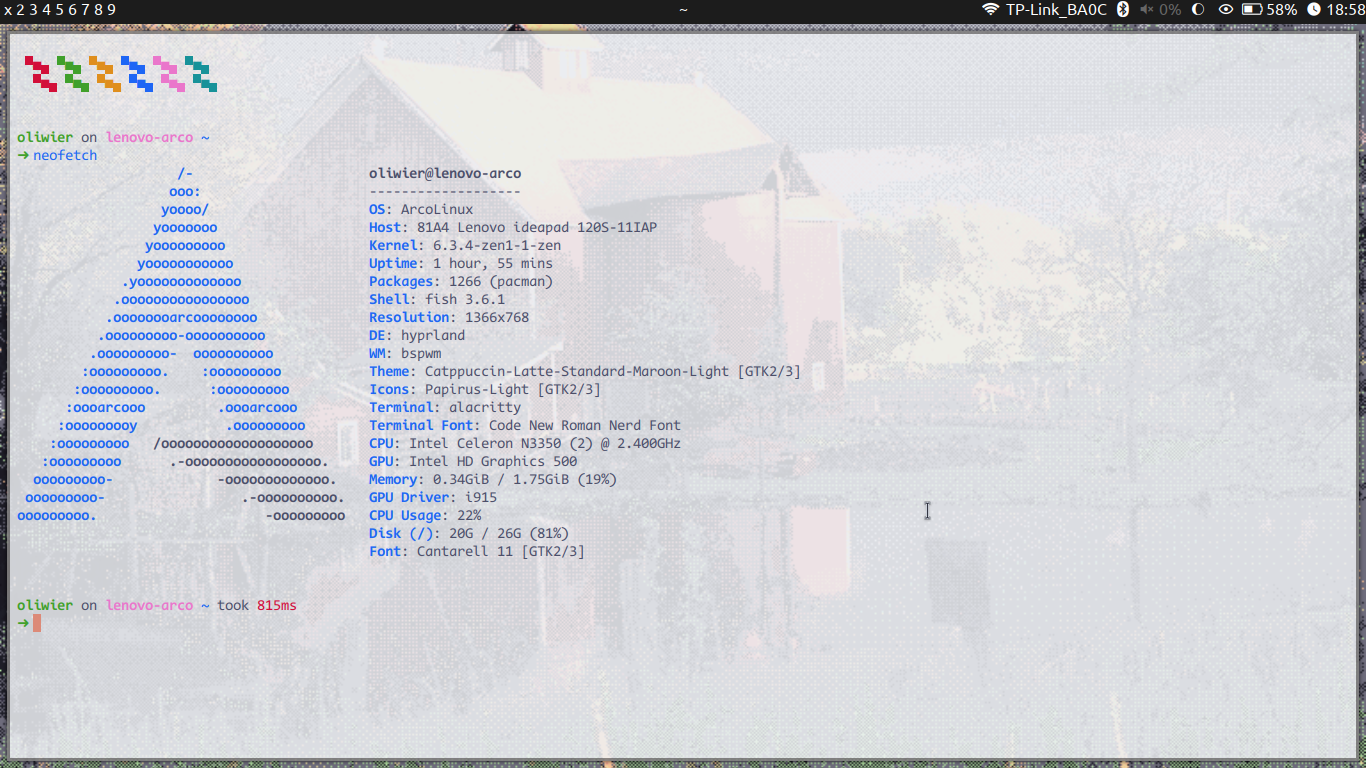 x 2 3 4 5 6 7 8 9 ~ TP-Link_BA0C 0% 58% 18:58
oliwier on lenovo-arco ~
➜ neofetch
/-
ooo:
yoooo/
yooooooo
yooooooooo
yooooooooooo
.yooooooooooooo
.oooooooooooooooo
.ooooooooarcoooooooo
.ooooooooo-oooooooooo
.ooooooooo-  oooooooooo
:ooooooooo.    :ooooooooo
:ooooooooo.      :ooooooooo
:oooarcooo         .oooarcooo
:ooooooooy           .ooooooooo
:ooooooooo   /ooooooooooooooooooo
:ooooooooo      .-ooooooooooooooooo.
ooooooooo-             -ooooooooooooo.
ooooooooo-                 .-oooooooooo.
ooooooooo.                     -ooooooooo
oliwier@lenovo-arco
-------------------
OS: ArcoLinux
Host: 81A4 Lenovo ideapad 120S-11IAP
Kernel: 6.3.4-zen1-1-zen
Uptime: 1 hour, 55 mins
Packages: 1266 (pacman)
Shell: fish 3.6.1
Resolution: 1366x768
DE: hyprland
WM: bspwm
Theme: Catppuccin-Latte-Standard-Maroon-Light [GTK2/3]
Icons: Papirus-Light [GTK2/3]
Terminal: alacritty
Terminal Font: Code New Roman Nerd Font
CPU: Intel Celeron N3350 (2) @ 2.400GHz
GPU: Intel HD Graphics 500
Memory: 0.34GiB / 1.75GiB (19%)
GPU Driver: i915
CPU Usage: 22%
Disk (/): 20G / 26G (81%)
Font: Cantarell 11 [GTK2/3]
oliwier on lenovo-arco ~ took 815ms
➜